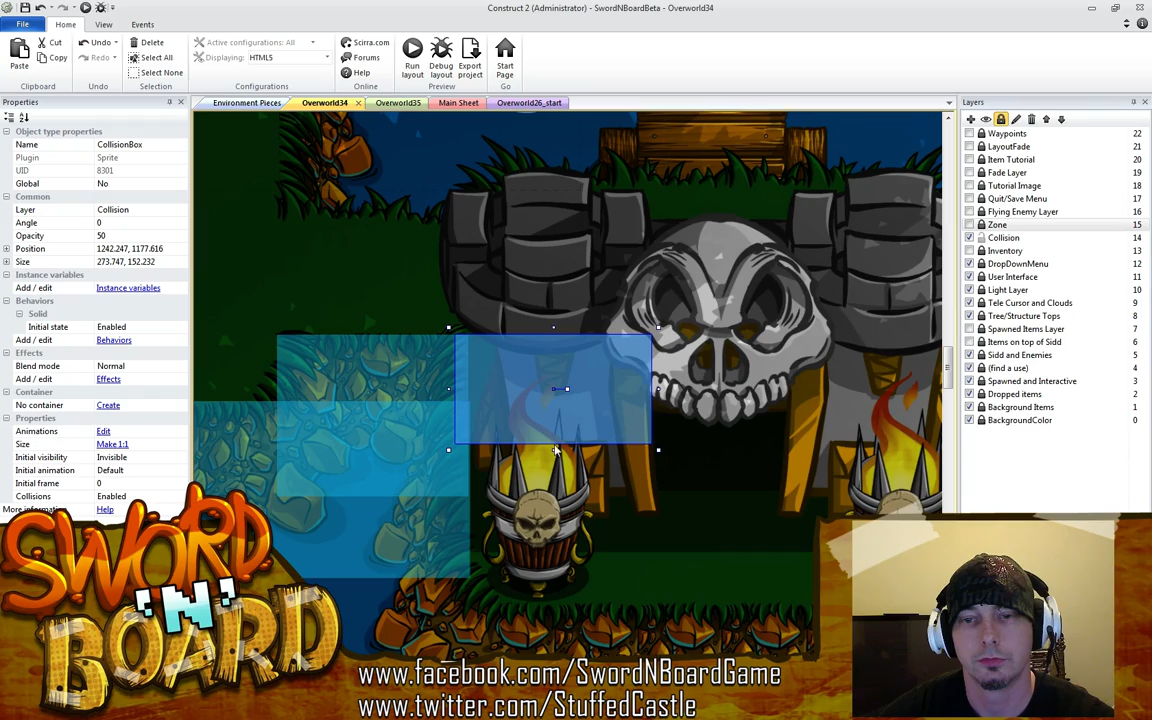 Construct 2 (Administrator) - SwordNBoardBeta - Overworld34
File Home View Events
Paste Cut Copy
Undo Redo
Delete Select All Select None
Active configurations: All
Displaying: HTML5
Scirra.com Forums Help
Run layout Debug layout Export project
Start Page
Clipboard Undo Selection Configurations Online Preview Go
Properties
Environment Pieces Overworld34 Overworld35 Main Sheet Overworld26_start
Layers
Object type properties
Name CollisionBox
Plugin Sprite
UID 8301
Global No
Common
Layer Collision
Angle 0
Opacity 50
Position 1242.247, 1177.616
Size 273.747, 152.232
Instance variables
Add / edit Instance variables
Behaviors
Solid
Initial state Enabled
Add / edit Behaviors
Effects
Blend mode Normal
Add / edit Effects
Container
No container Create
Properties
Animations Edit
Size Make 1:1
Initial visibility Invisible
Initial animation Default
Initial frame 0
Collisions Enabled
More information Help
Waypoints 22
LayoutFade 21
Item Tutorial 20
Fade Layer 19
Tutorial Image 18
Quit/Save Menu 17
Flying Enemy Layer 16
Zone 15
Collision 14
Inventory 13
DropDownMenu 12
User Interface 11
Light Layer 10
Tele Cursor and Clouds 9
Tree/Structure Tops 8
Spawned Items Layer 7
Items on top of Sidd 6
Sidd and Enemies 5
(find a use) 4
Spawned and Interactive 3
Dropped items 2
Background Items 1
BackgroundColor 0
SWORD
'N'
BOARD
www.facebook.com/SwordNBoardGame
www.twitter.com/StuffedCastle